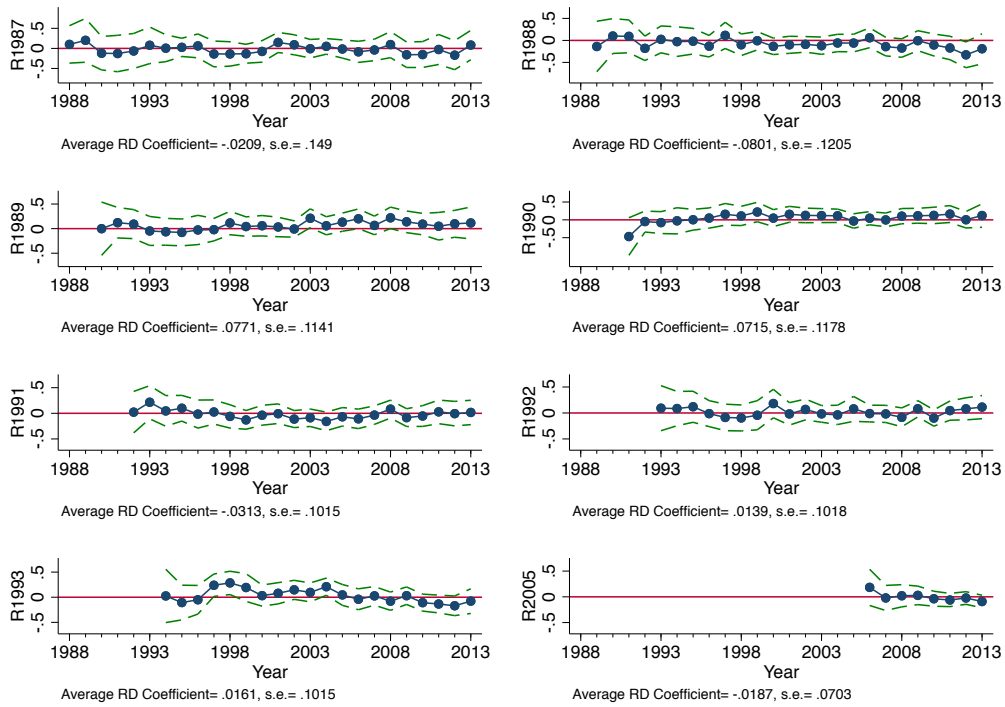 R1987
.5
0
-.5
1988 1993 1998 2003 2008 2013
Year
Average RD Coefficient= -.0209, s.e.= .149
R1988
.5
0
-.5
1988 1993 1998 2003 2008 2013
Year
Average RD Coefficient= -.0801, s.e.= .1205
R1989
.5
0
-.5
1988 1993 1998 2003 2008 2013
Year
Average RD Coefficient= .0771, s.e.= .1141
R1990
.5
0
-.5
1988 1993 1998 2003 2008 2013
Year
Average RD Coefficient= .0715, s.e.= .1178
R1991
.5
0
-.5
1988 1993 1998 2003 2008 2013
Year
Average RD Coefficient= -.0313, s.e.= .1015
R1992
.5
0
-.5
1988 1993 1998 2003 2008 2013
Year
Average RD Coefficient= .0139, s.e.= .1018
R1993
.5
0
-.5
1988 1993 1998 2003 2008 2013
Year
Average RD Coefficient= .0161, s.e.= .1015
R2005
.5
0
-.5
1988 1993 1998 2003 2008 2013
Year
Average RD Coefficient= -.0187, s.e.= .0703